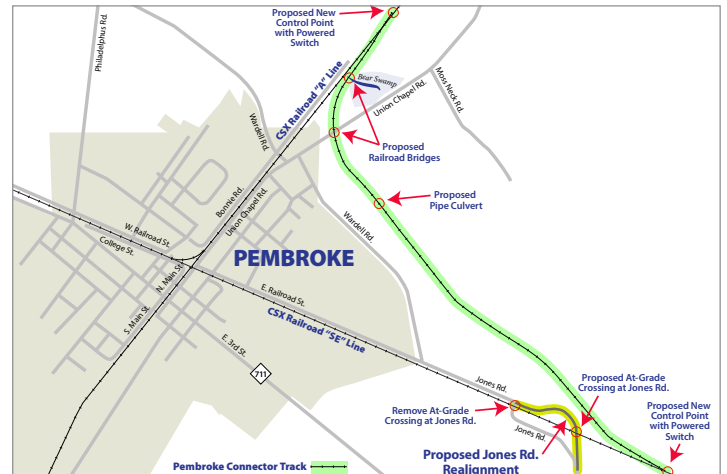 Proposed New
Control Point
with Powered
Switch
Philadelphus Rd.
CSX Railroad "A" Line
Bear Swamp
Union Chapel Rd.
Moss Neck Rd.
Wardell Rd.
Proposed
Railroad Bridges
Proposed
Pipe Culvert
Bonnie Rd.
Union Chapel Rd.
Wardell Rd.
W. Railroad St.
College St.
N. Main St.
PEMBROKE
E. Railroad St.
CSX Railroad "SE" Line
S. Main St.
E. 3rd St.
711
Jones Rd.
Remove At-Grade
Crossing at Jones Rd.
Jones Rd.
Proposed At-Grade
Crossing at Jones Rd.
Proposed New
Control Point
with Powered
Switch
Proposed Jones Rd.
Realignment
Pembroke Connector Track